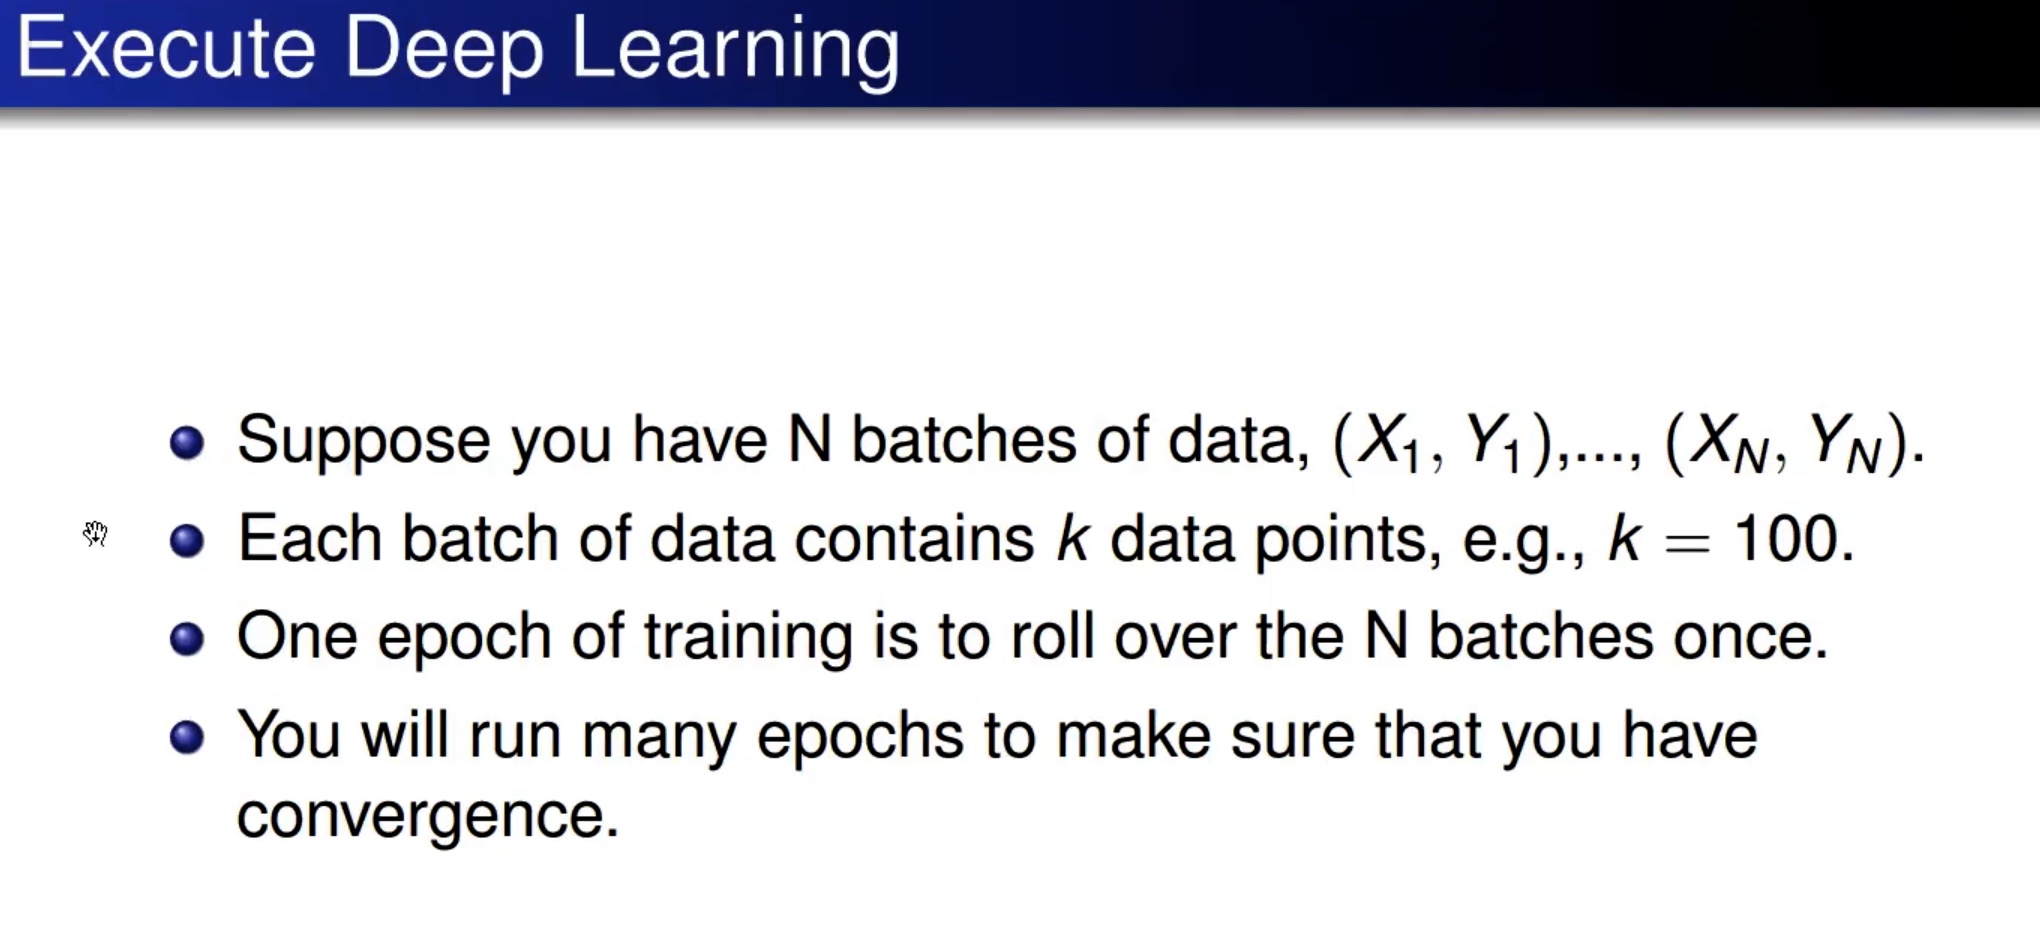 Execute Deep Learning
Suppose you have N batches of data, (X₁, Y₁),..., (X_N, Y_N).
Each batch of data contains k data points, e.g., k = 100.
One epoch of training is to roll over the N batches once.
You will run many epochs to make sure that you have
convergence.